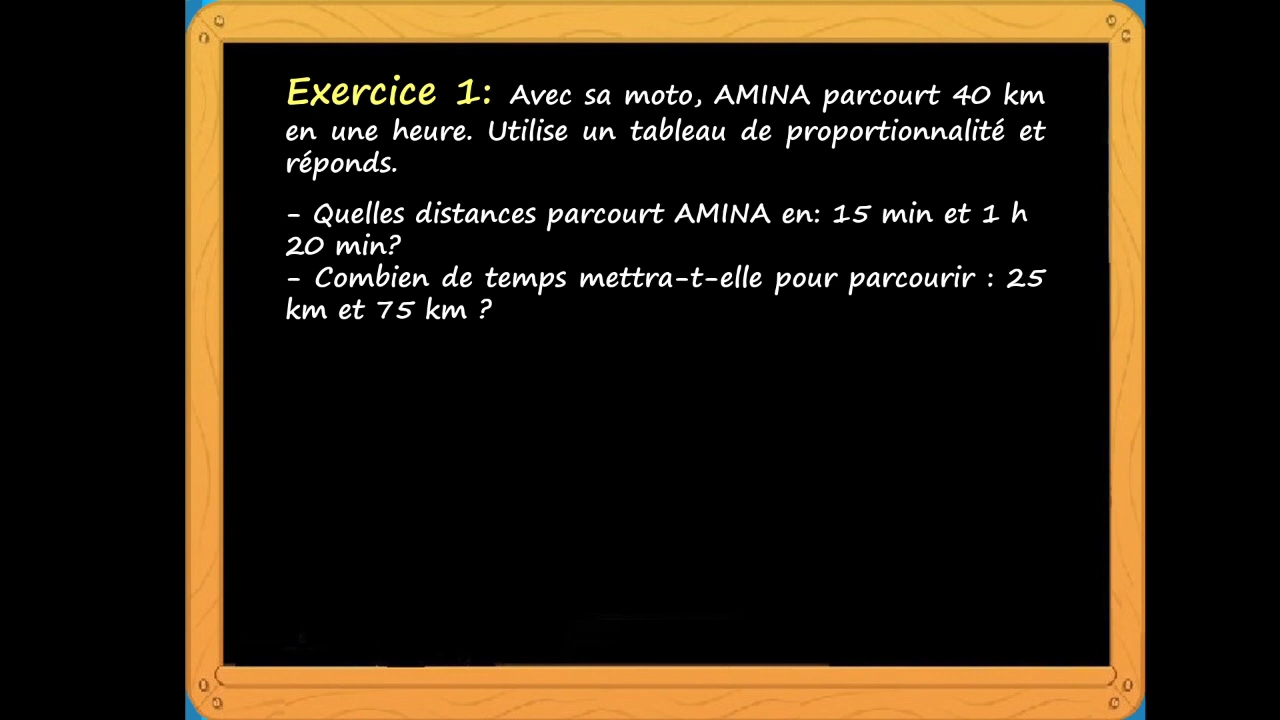 Exercice 1: Avec sa moto, AMINA parcourt 40 km
en une heure. Utilise un tableau de proportionnalité et
réponds.
- Quelles distances parcourt AMINA en: 15 min et 1 h
20 min?
- Combien de temps mettra-t-elle pour parcourir : 25
km et 75 km ?